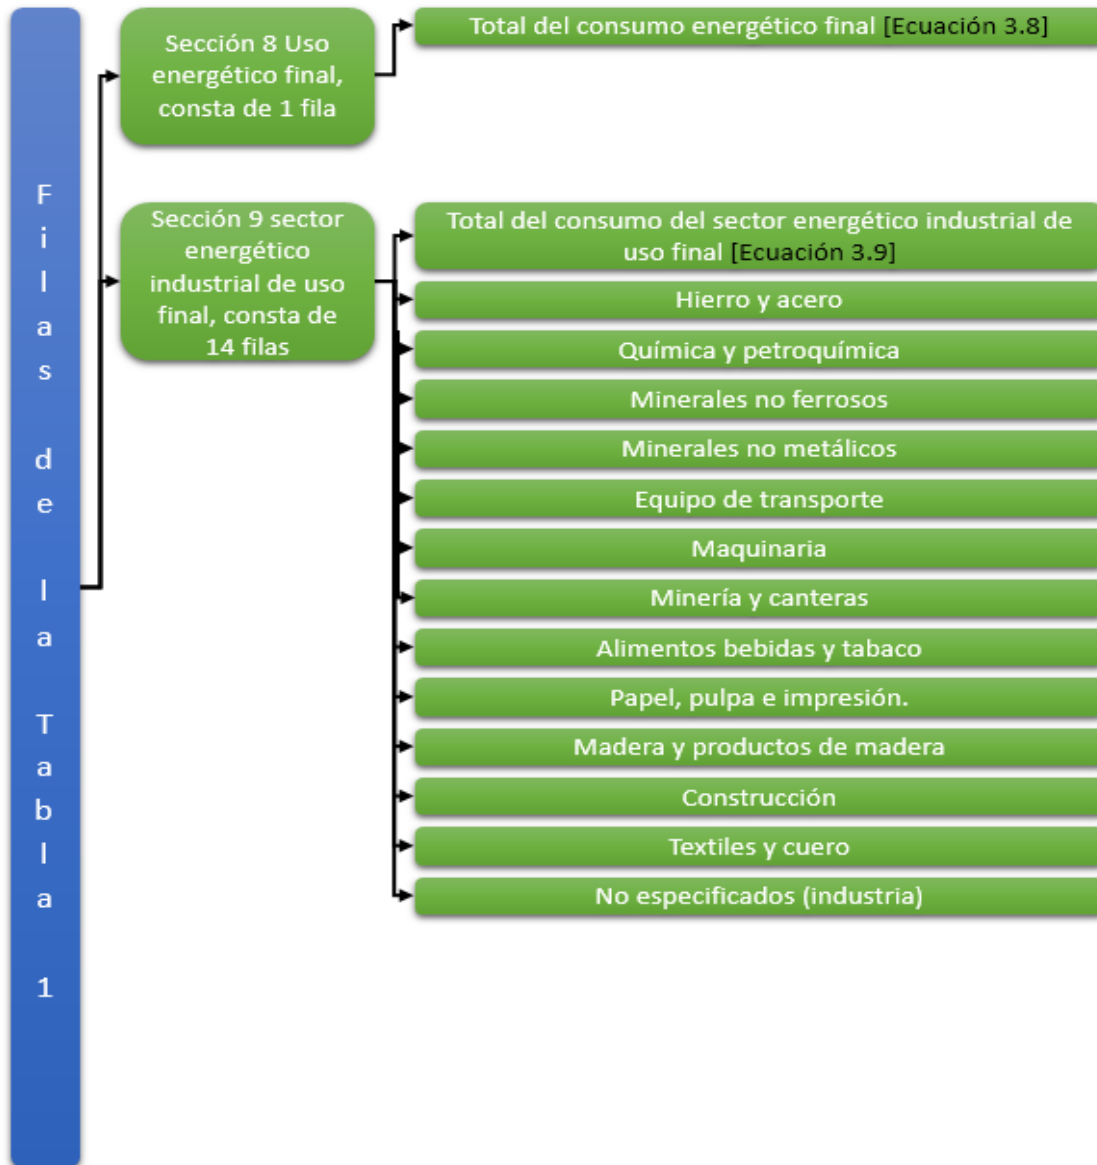 Filas de la Tabla 1
Sección 8 Uso
energético final,
consta de 1 fila
Total del consumo energético final [Ecuación 3.8]
Sección 9 sector
energético
industrial de uso
final, consta de
14 filas
Total del consumo del sector energético industrial de
uso final [Ecuación 3.9]
Hierro y acero
Química y petroquímica
Minerales no ferrosos
Minerales no metálicos
Equipo de transporte
Maquinaria
Minería y canteras
Alimentos bebidas y tabaco
Papel, pulpa e impresión.
Madera y productos de madera
Construcción
Textiles y cuero
No especificados (industria)